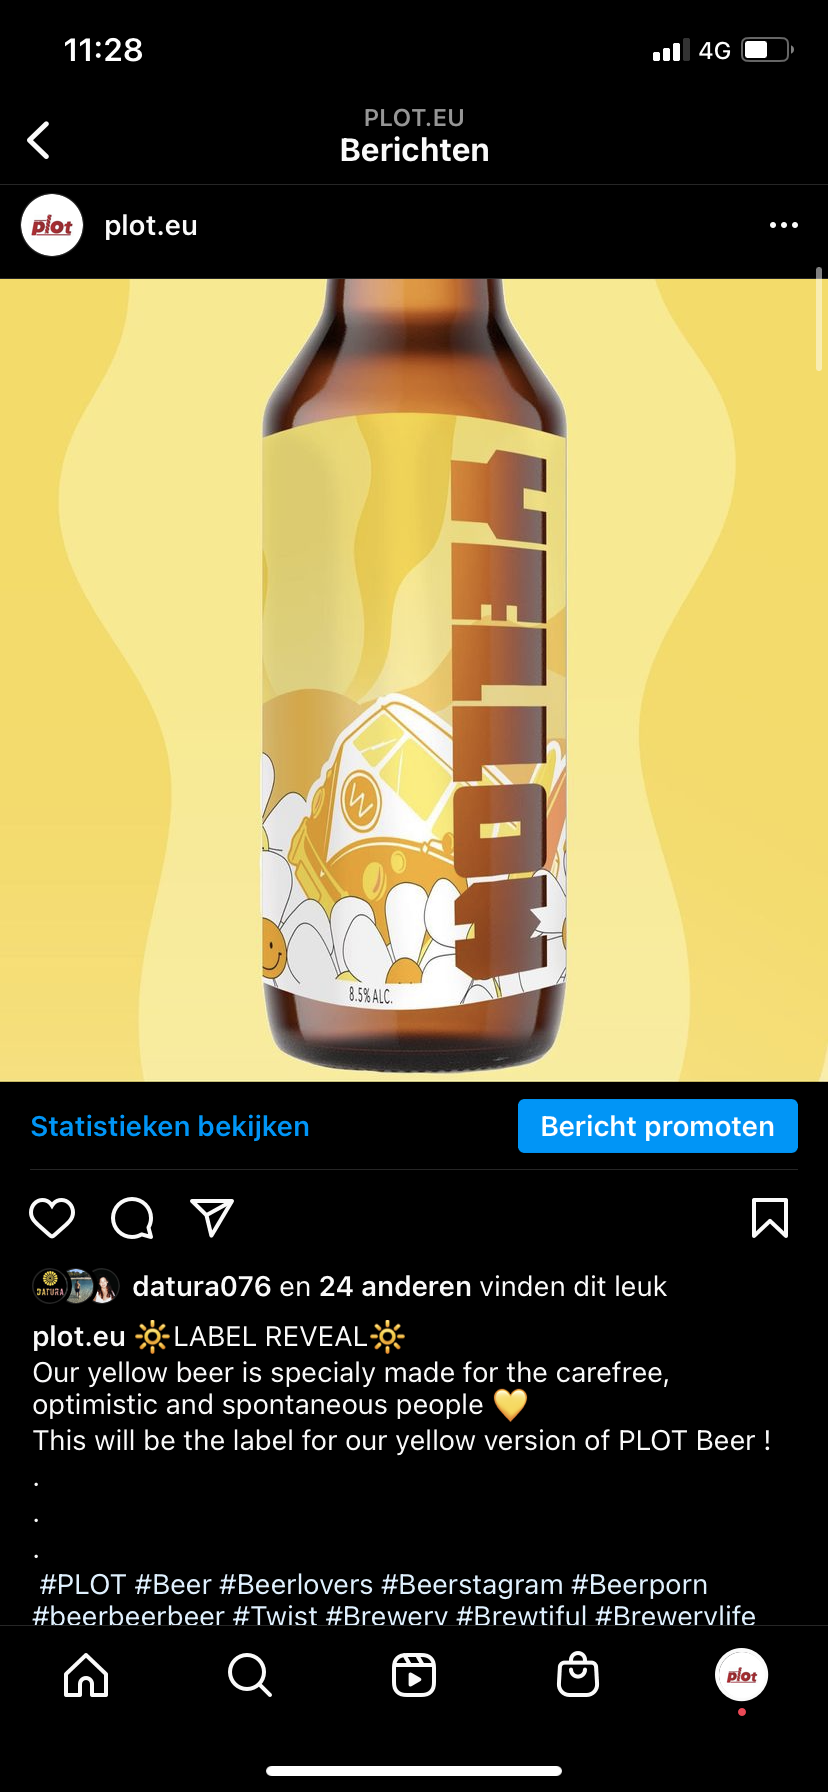 11:28
4G
PLOT.EU
Berichten
plot
plot.eu
YELLOW
W
8.5% ALC.
Statistieken bekijken
Bericht promoten
DATURA
datura076 en 24 anderen vinden dit leuk
plot.eu 🔆LABEL REVEAL🔆
Our yellow beer is specialy made for the carefree,
optimistic and spontaneous people 💛
This will be the label for our yellow version of PLOT Beer !
.
.
.
#PLOT #Beer #Beerlovers #Beerstagram #Beerporn
#beerbeerbeer #Twist #Brewery #Brewtiful #Brewerylife
plot